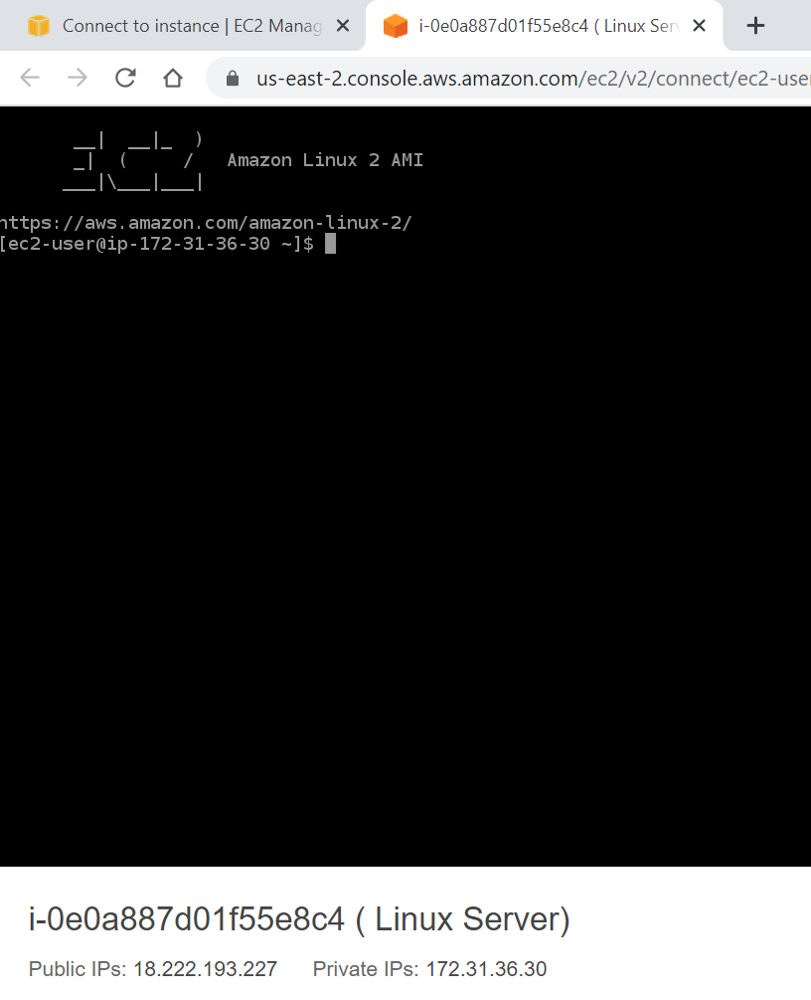 Connect to instance | EC2 Manag
i-0e0a887d01f55e8c4 ( Linux Ser
us-east-2.console.aws.amazon.com/ec2/v2/connect/ec2-use
__|  __|_  )
_|  (     /   Amazon Linux 2 AMI
___|\___|___|
https://aws.amazon.com/amazon-linux-2/
[ec2-user@ip-172-31-36-30 ~]$
i-0e0a887d01f55e8c4 ( Linux Server)
Public IPs: 18.222.193.227 Private IPs: 172.31.36.30